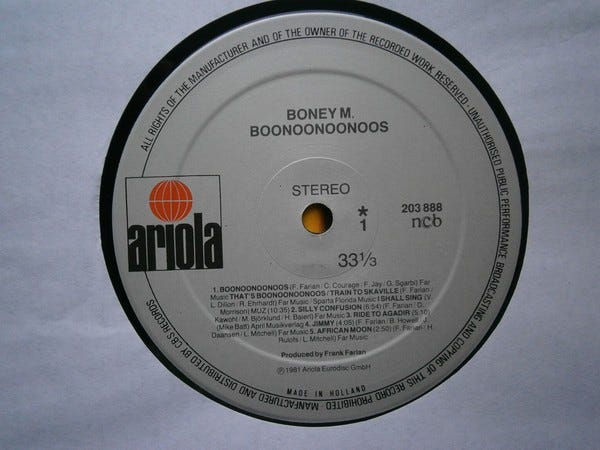 ALL RIGHTS OF THE MANUFACTURER AND OF THE OWNER OF THE RECORDED WORK RESERVED · UNAUTHORISED PUBLIC PERFORMANCE BROADCASTING AND COPYING OF THIS RECORD PROHIBITED MANUFACTURED AND DISTRIBUTED BY CBS RECORDS
BONEY M.
BOONOONOONOOS
ariola
STEREO
*
1
203 888
ncb
33 1/3
1. BOONOONOONOOS (F. Farian / C. Courage / F. Jay / G. Sgarbi) Far
Music THAT'S BOONOONOONOOS / TRAIN TO SKAVILLE (F. Farian /
L. Dillon / R. Ehrhardt) Far Music / Sparta Florida Music I SHALL SING (V.
Morrison) MUZ (10:35) 2. SILLY CONFUSION (6:54) (F. Farian / D.
Kawohl / M. Björklund / H. Baierl) Far Music 3. RIDE TO AGADIR (5:10)
(Mike Batt) April Musikverlag 4. JIMMY (4:05) (F. Farian / B. Howell / J.
Daansen / L. Mitchell) Far Music 5. AFRICAN MOON (2:50) (F. Farian / H.
Rulofs / L. Mitchell) Far Music
Produced by Frank Farian
Ⓟ 1981 Ariola Eurodisc GmbH
MADE IN HOLLAND